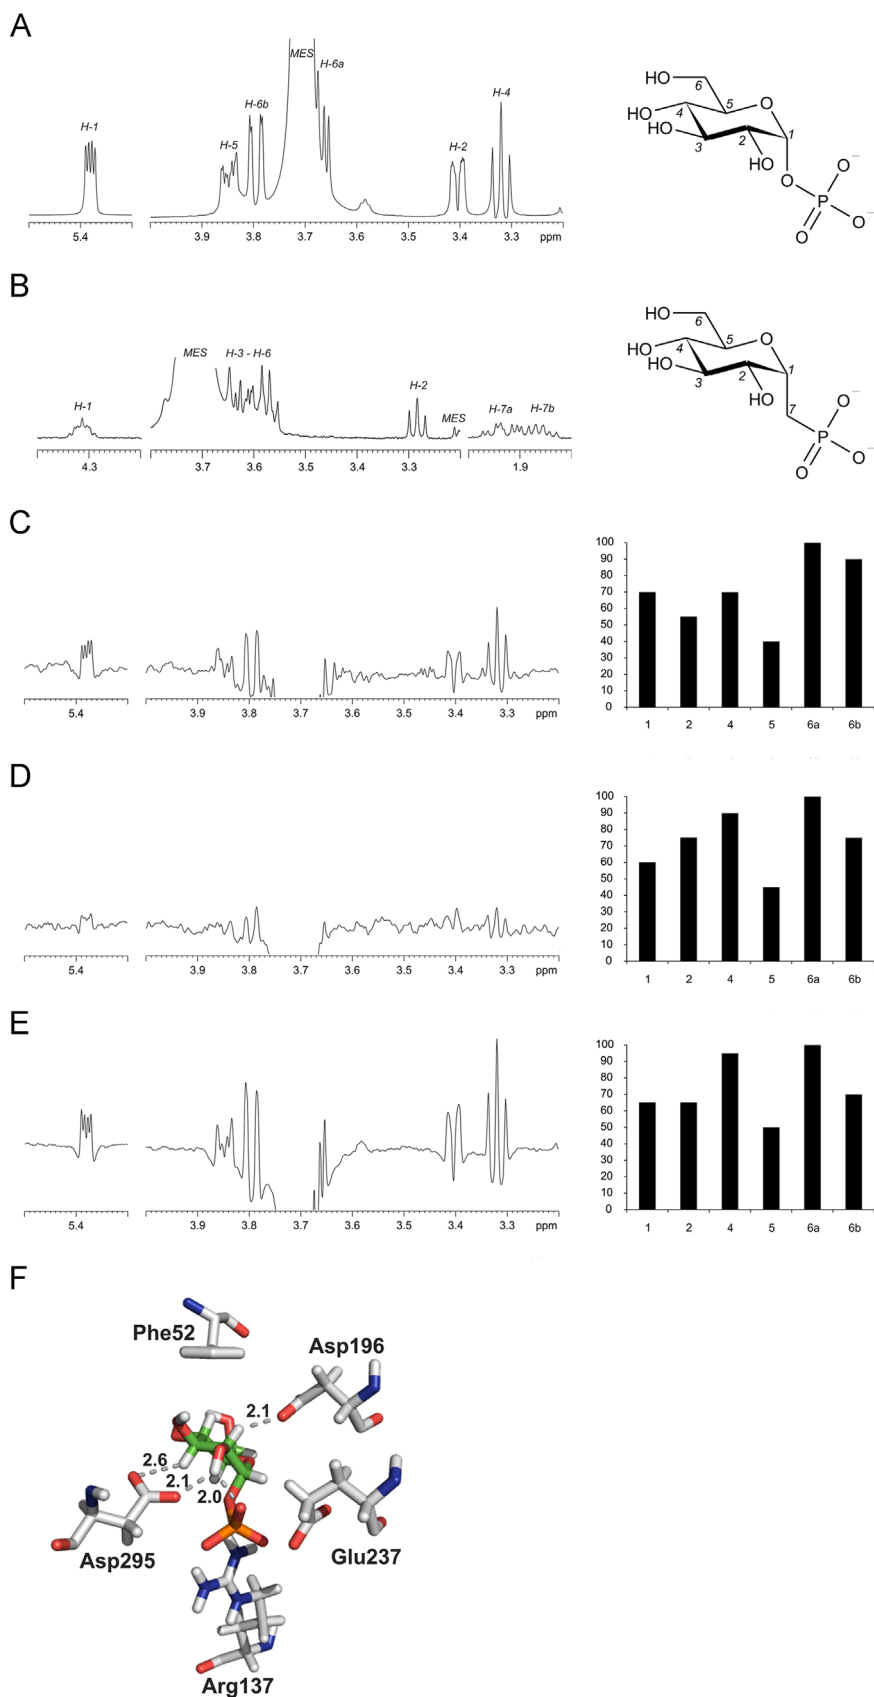 A
H-1
H-5
H-6b
MES
H-6a
H-2
H-4
5.4
3.9
3.8
3.7
3.6
3.5
3.4
3.3
ppm
HO
6
HO
4
5
O
HO
3
2
1
HO
O
P
O
O
O
B
H-1
MES
H-3 - H-6
H-2
MES
H-7a
H-7b
4.3
3.7
3.6
3.5
3.4
3.3
1.9
HO
6
HO
4
5
O
HO
3
2
1
HO
7
P
O
O
O
C
5.4
3.9
3.8
3.7
3.6
3.5
3.4
3.3
ppm
100
90
80
70
60
50
40
30
20
10
0
1
2
4
5
6a
6b
D
5.4
3.9
3.8
3.7
3.6
3.5
3.4
3.3
ppm
100
90
80
70
60
50
40
30
20
10
0
1
2
4
5
6a
6b
E
5.4
3.9
3.8
3.7
3.6
3.5
3.4
3.3
ppm
100
90
80
70
60
50
40
30
20
10
0
1
2
4
5
6a
6b
F
Phe52
Asp196
2.1
2.6
2.1
2.0
Asp295
Glu237
Arg137